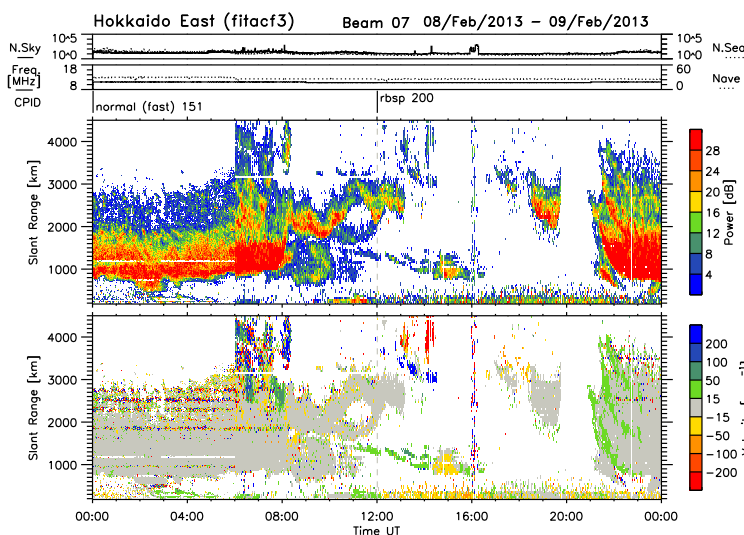 Hokkaido East (fitacf3) Beam 07 08/Feb/2013 - 09/Feb/2013
N.Sky 10^5 10^0 10^5 10^0 N.Sea
Freq. [MHz] 18 8 60 0 Nave
CPID normal (fast) 151 rbsp 200
Slant Range [km] 4000 3000 2000 1000
Power [dB] 28 24 20 16 12 8 4
Slant Range [km] 4000 3000 2000 1000
200 100 50 15 -15 -50 -100 -200
00:00 04:00 08:00 12:00 16:00 20:00 00:00
Time UT